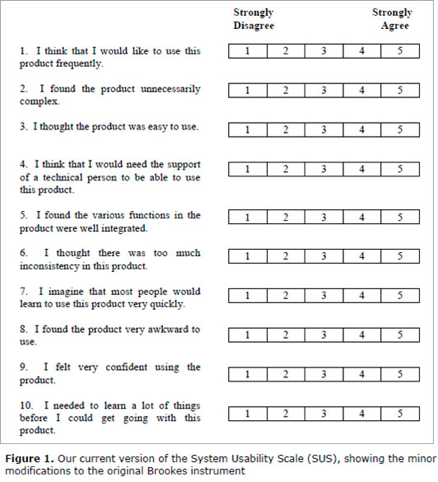 Strongly Disagree
Strongly Agree
1. I think that I would like to use this
product frequently.
1 2 3 4 5
2. I found the product unnecessarily
complex.
1 2 3 4 5
3. I thought the product was easy to use.
1 2 3 4 5
4. I think that I would need the support
of a technical person to be able to use
this product.
1 2 3 4 5
5. I found the various functions in the
product were well integrated.
1 2 3 4 5
6. I thought there was too much
inconsistency in this product.
1 2 3 4 5
7. I imagine that most people would
learn to use this product very quickly.
1 2 3 4 5
8. I found the product very awkward to
use.
1 2 3 4 5
9. I felt very confident using the
product.
1 2 3 4 5
10. I needed to learn a lot of things
before I could get going with this
product.
1 2 3 4 5
Figure 1. Our current version of the System Usability Scale (SUS), showing the minor
modifications to the original Brookes instrument